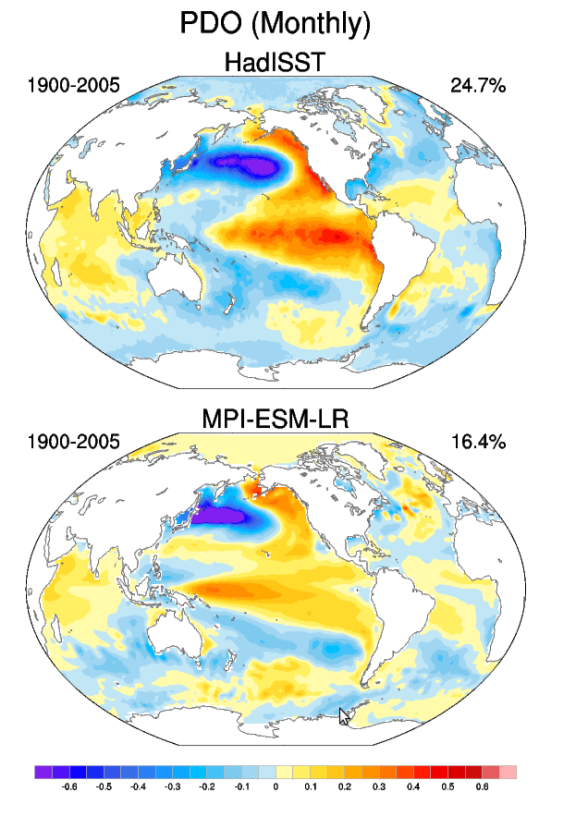 PDO (Monthly)
HadISST
1900-2005 24.7%
MPI-ESM-LR
1900-2005 16.4%
-0.6 -0.5 -0.4 -0.3 -0.2 -0.1 0 0.1 0.2 0.3 0.4 0.5 0.6